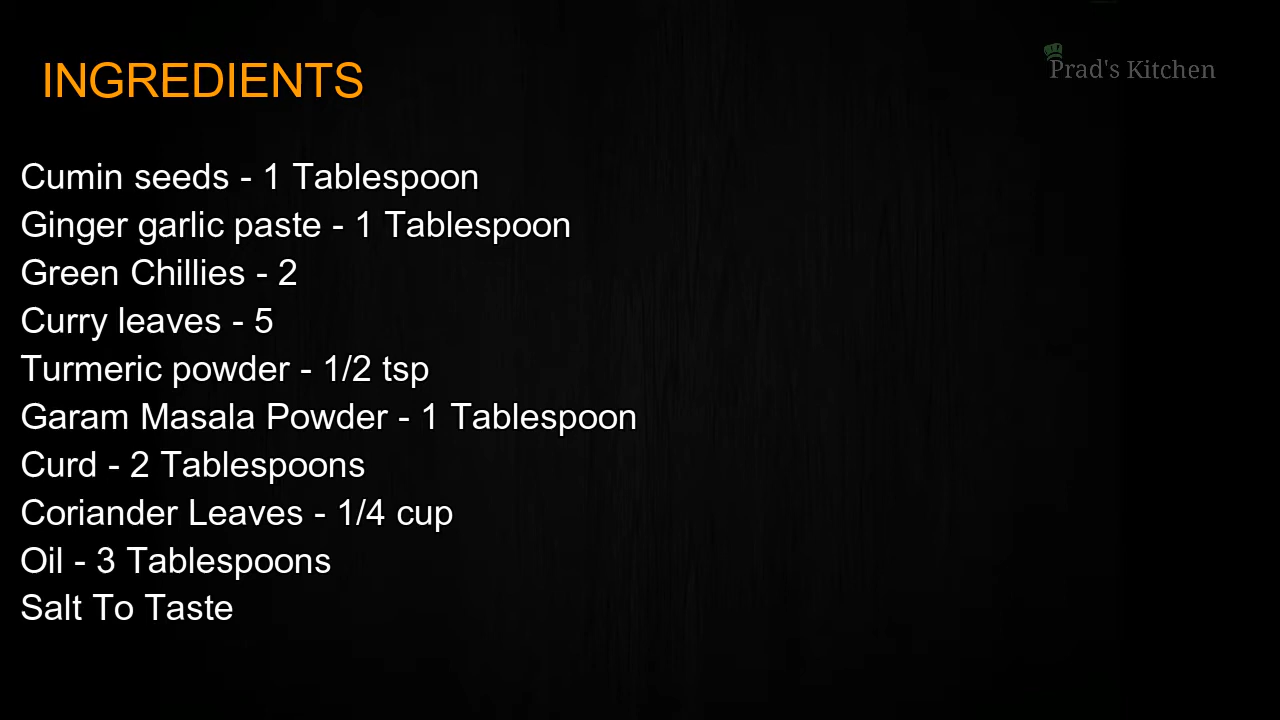 INGREDIENTS
Prad's Kitchen
Cumin seeds - 1 Tablespoon
Ginger garlic paste - 1 Tablespoon
Green Chillies - 2
Curry leaves - 5
Turmeric powder - 1/2 tsp
Garam Masala Powder - 1 Tablespoon
Curd - 2 Tablespoons
Coriander Leaves - 1/4 cup
Oil - 3 Tablespoons
Salt To Taste